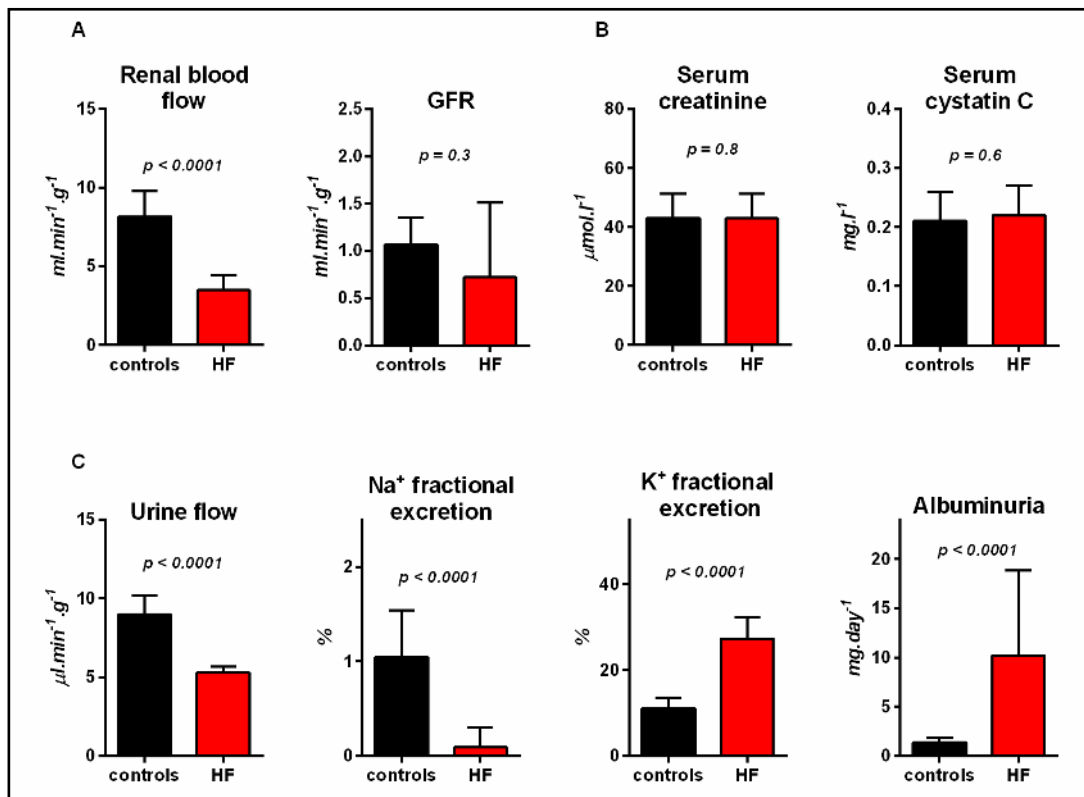 A
Renal blood
flow
15
10
5
0
ml.min⁻¹.g⁻¹
p < 0.0001
controls HF
GFR
2.5
2.0
1.5
1.0
0.5
0.0
ml.min⁻¹.g⁻¹
p = 0.3
controls HF
B
Serum
creatinine
80
60
40
20
0
μmol.l⁻¹
p = 0.8
controls HF
Serum
cystatin C
0.4
0.3
0.2
0.1
0.0
mg.l⁻¹
p = 0.6
controls HF
C
Urine flow
15
10
5
0
μl.min⁻¹.g⁻¹
p < 0.0001
controls HF
Na⁺ fractional
excretion
2
1
0
%
p < 0.0001
controls HF
K⁺ fractional
excretion
40
20
0
%
p < 0.0001
controls HF
Albuminuria
20
15
10
5
0
mg.day⁻¹
p < 0.0001
controls HF